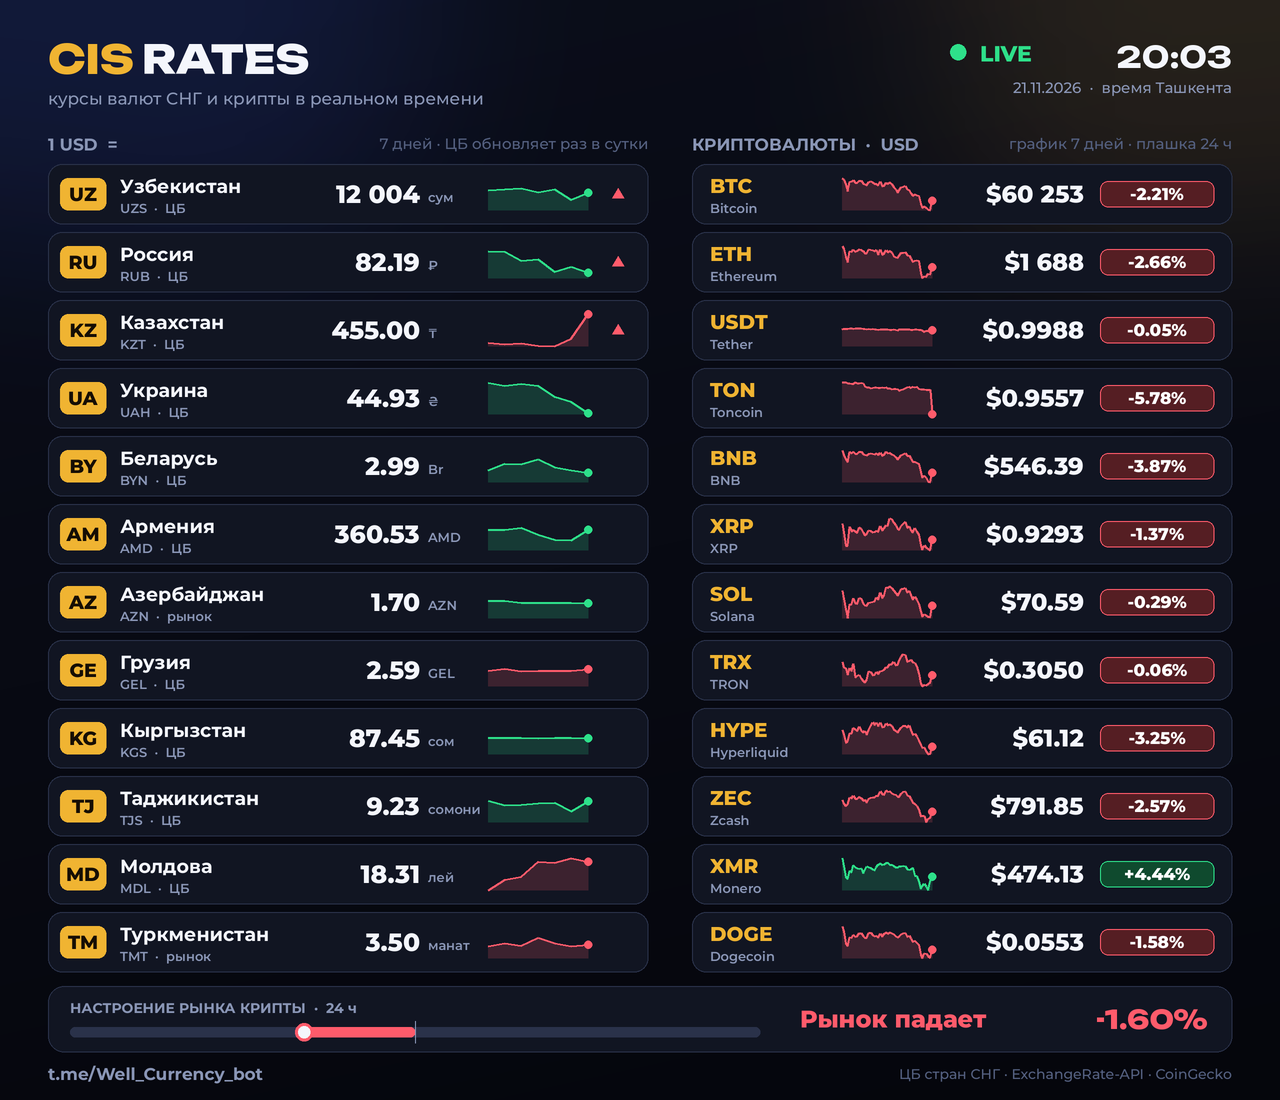 CIS RATES
курсы валют СНГ и крипты в реальном времени
LIVE 20:03
21.11.2026 · время Ташкента
1 USD = 7 дней · ЦБ обновляет раз в сутки
UZ Узбекистан 12 004 сум ▲
UZS · ЦБ
RU Россия 82.19 ₽ ▲
RUB · ЦБ
KZ Казахстан 455.00 ₸ ▲
KZT · ЦБ
UA Украина 44.93 ₴
UAH · ЦБ
BY Беларусь 2.99 Br
BYN · ЦБ
AM Армения 360.53 AMD
AMD · ЦБ
AZ Азербайджан 1.70 AZN
AZN · рынок
GE Грузия 2.59 GEL
GEL · ЦБ
KG Кыргызстан 87.45 сом
KGS · ЦБ
TJ Таджикистан 9.23 сомони
TJS · ЦБ
MD Молдова 18.31 лей
MDL · ЦБ
TM Туркменистан 3.50 манат
TMT · рынок
КРИПТОВАЛЮТЫ · USD график 7 дней · плашка 24 ч
BTC $60 253 -2.21%
Bitcoin
ETH $1 688 -2.66%
Ethereum
USDT $0.9988 -0.05%
Tether
TON $0.9557 -5.78%
Toncoin
BNB $546.39 -3.87%
BNB
XRP $0.9293 -1.37%
XRP
SOL $70.59 -0.29%
Solana
TRX $0.3050 -0.06%
TRON
HYPE $61.12 -3.25%
Hyperliquid
ZEC $791.85 -2.57%
Zcash
XMR $474.13 +4.44%
Monero
DOGE $0.0553 -1.58%
Dogecoin
НАСТРОЕНИЕ РЫНКА КРИПТЫ · 24 ч
Рынок падает -1.60%
t.me/Well_Currency_bot
ЦБ стран СНГ · ExchangeRate-API · CoinGecko